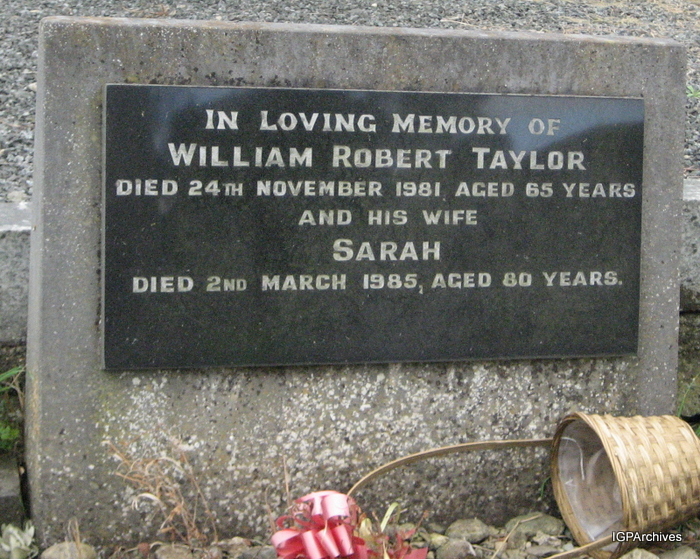 IN LOVING MEMORY OF
WILLIAM ROBERT TAYLOR
DIED 24TH NOVEMBER 1981 AGED 65 YEARS
AND HIS WIFE
SARAH
DIED 2ND MARCH 1985, AGED 80 YEARS.
IGPArchives